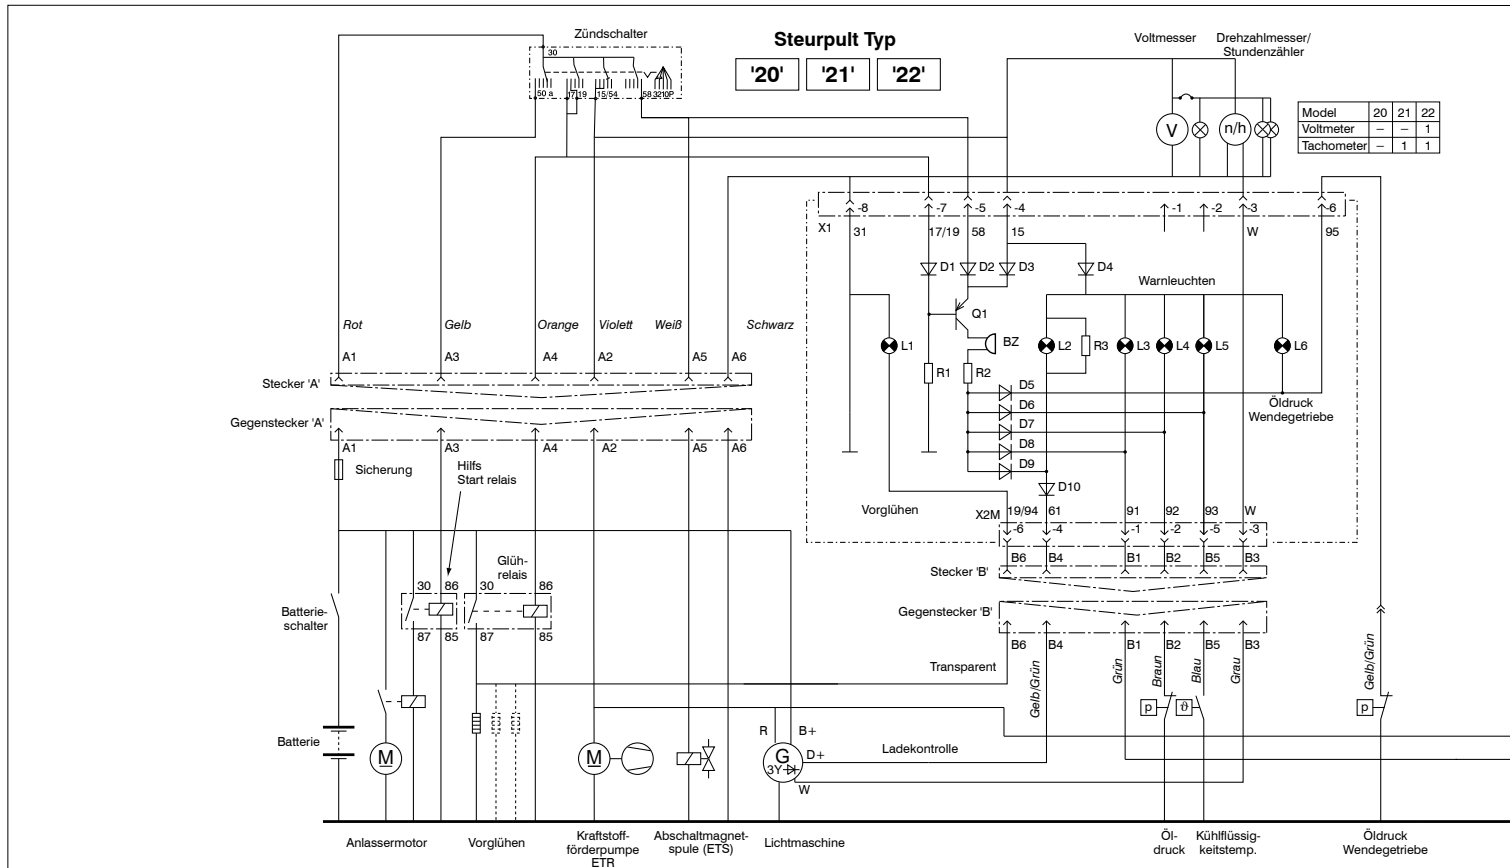 Zündschalter
Steurpult Typ
'20' '21' '22'
Voltmesser
Drehzahlmesser/
Stundenzähler
30
50 a 17/19 15/54 58 3210P
V n/h
Model 20 21 22
Voltmeter – – 1
Tachometer – 1 1
-8 -7 -5 -4 -1 -2 -3 -6
X1
31 17/19 58 15 W 95
D1 D2 D3 D4
Warnleuchten
Q1
BZ
L1 L2 R3 L3 L4 L5 L6
R1 R2
D5
D6
D7
D8
D9
D10
Öldruck
Wendegetriebe
Rot Gelb Orange Violett Weiß Schwarz
A1 A3 A4 A2 A5 A6
Stecker 'A'
Gegenstecker 'A'
A1 A3 A4 A2 A5 A6
Sicherung
Hilfs
Start relais
Vorglühen
X2M
19/94 61 91 92 93 W
-6 -4 -1 -2 -5 -3
B6 B4 B1 B2 B5 B3
Stecker 'B'
Gegenstecker 'B'
B6 B4 B1 B2 B5 B3
Glüh-
relais
30 86 30 86
87 85 87 85
Batterie-
schalter
Transparent
Gelb/Grün
Grün
Braun
Blau
Grau
Gelb/Grün
p ϑ p
Batterie
M M
R B+
G
3Y
D+
W
Ladekontrolle
Anlassermotor
Vorglühen
Kraftstoff-
förderpumpe
ETR
Abschaltmagnet-
spule (ETS)
Lichtmaschine
Öl-
druck
Kühlflüssig-
keitstemp.
Öldruck
Wendegetriebe